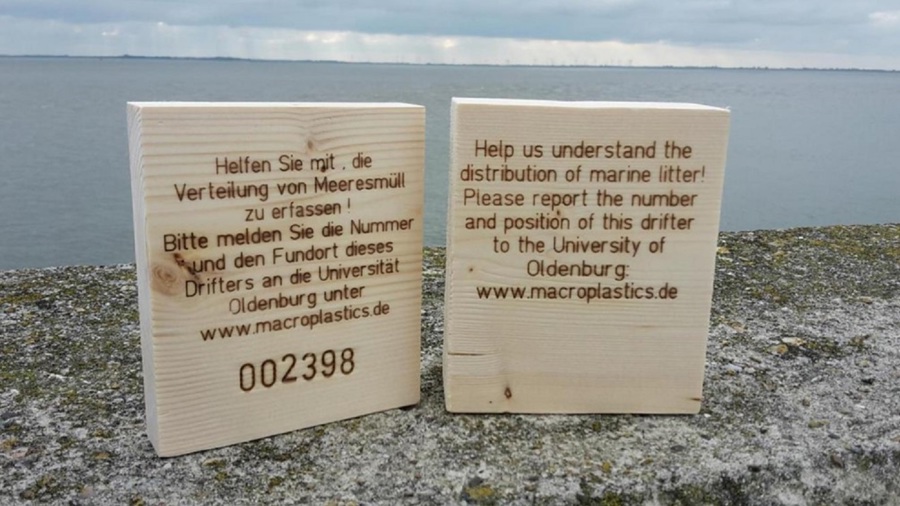 Helfen Sie mit , die
Verteilung von Meeresmüll
zu erfassen !
Bitte melden Sie die Nummer
und den Fundort dieses
Drifters an die Universität
Oldenburg unter
www.macroplastics.de
002398
Help us understand the
distribution of marine litter!
Please report the number
and position of this drifter
to the University of
Oldenburg:
www.macroplastics.de